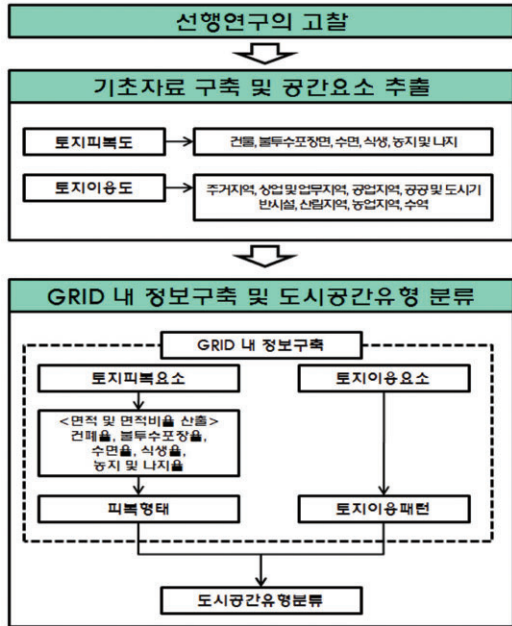 선행연구의 고찰
기초자료 구축 및 공간요소 추출
토지피복도
건물, 불투수포장면, 수면, 식생, 농지 및 나지
토지이용도
주거지역, 상업 및 업무지역, 공업지역, 공공 및 도시기
반시설, 산림지역, 농업지역, 수역
GRID 내 정보구축 및 도시공간유형 분류
GRID 내 정보구축
토지피복요소
토지이용요소
<면적 및 면적비율 산출>
건폐율, 불투수포장율,
수면율, 식생율,
농지 및 나지율
피복형태
토지이용패턴
도시공간유형분류